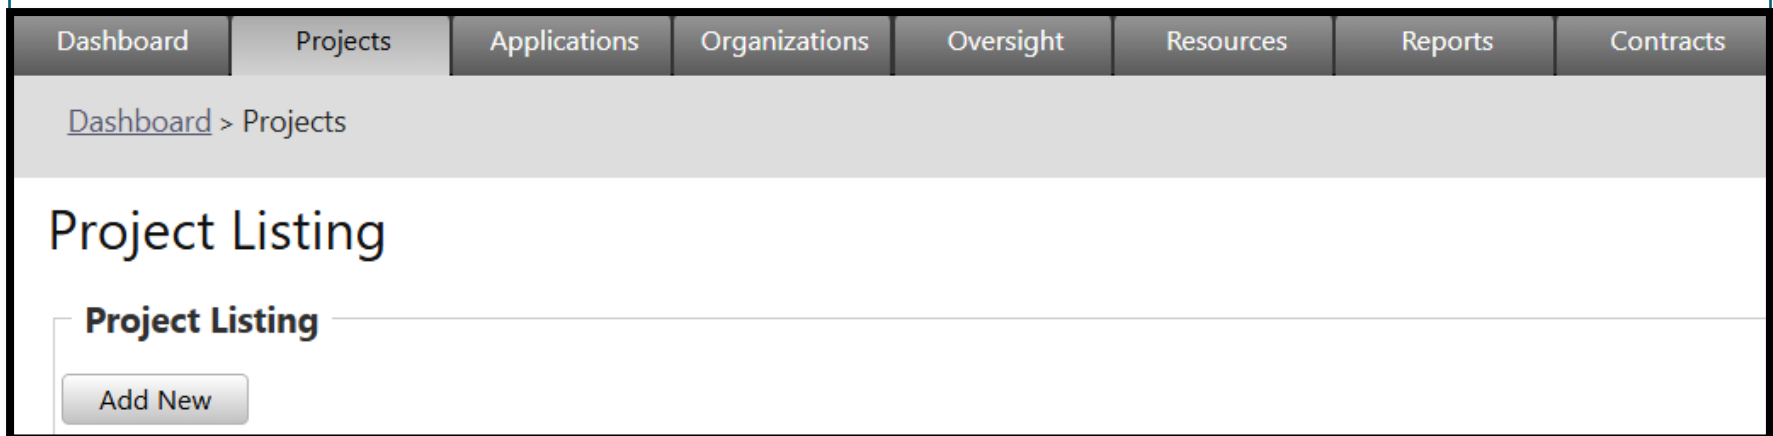 Dashboard Projects Applications Organizations Oversight Resources Reports Contracts
Dashboard > Projects
Project Listing
Project Listing
Add New